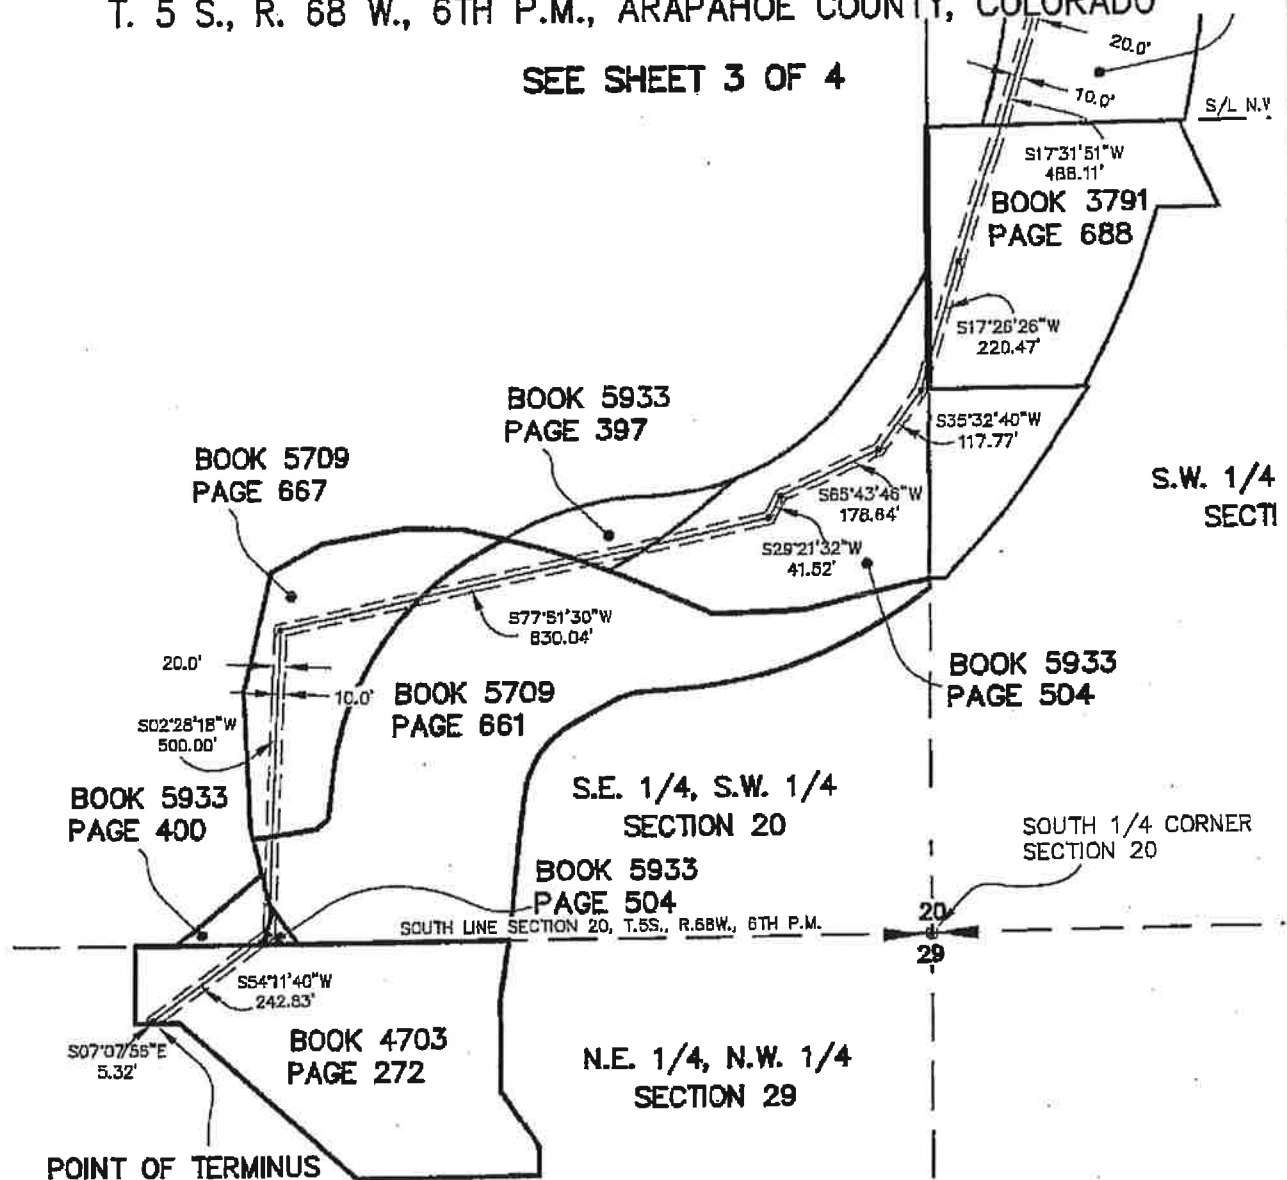 T. 5 S., R. 68 W., 6TH P.M., ARAPAHOE COUNTY, COLORADO
SEE SHEET 3 OF 4
20.0'
10.0'
S/L N.W
S17°31'51"W
488.11'
BOOK 3791
PAGE 688
S17°26'26"W
220.47'
BOOK 5933
PAGE 397
S35°32'40"W
117.77'
BOOK 5709
PAGE 667
S.W. 1/4
SECTI
S65°43'46"W
178.64'
S29°21'32"W
41.52'
S77°51'30"W
830.04'
20.0'
10.0'
BOOK 5709
PAGE 661
BOOK 5933
PAGE 504
S02°28'18"W
500.00'
BOOK 5933
PAGE 400
S.E. 1/4, S.W. 1/4
SECTION 20
SOUTH 1/4 CORNER
SECTION 20
BOOK 5933
PAGE 504
SOUTH LINE SECTION 20, T.5S., R.68W., 6TH P.M.
20
29
S54°11'40"W
242.83'
BOOK 4703
PAGE 272
S07°07'56"E
5.32'
N.E. 1/4, N.W. 1/4
SECTION 29
POINT OF TERMINUS